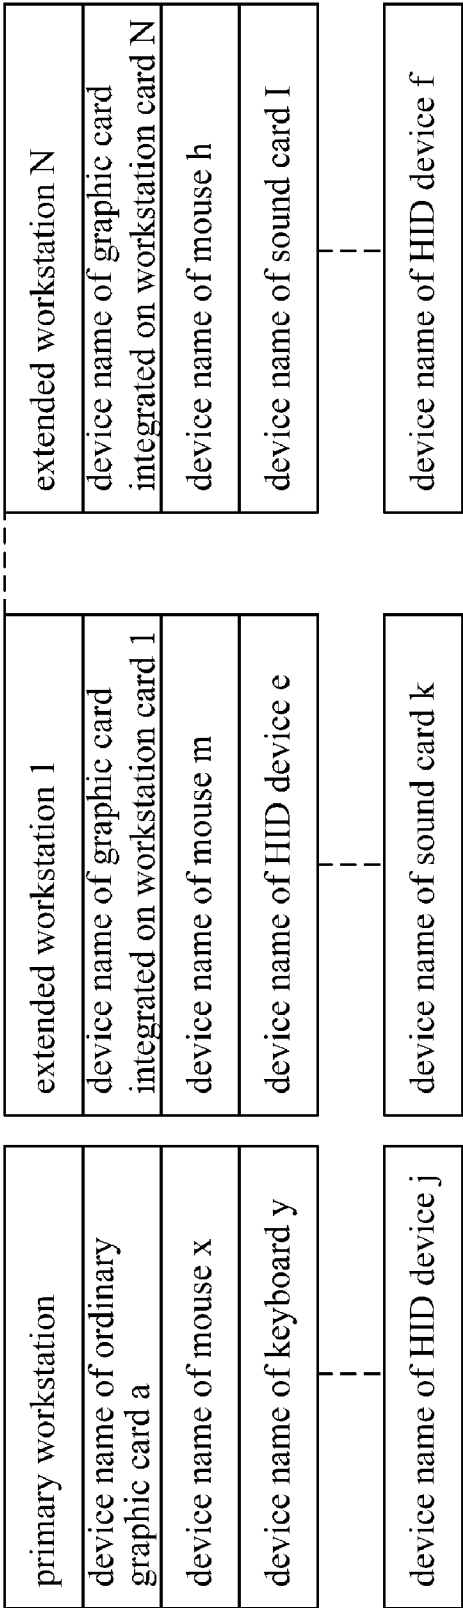 primary workstation
device name of ordinary
graphic card a
device name of mouse x
device name of keyboard y
device name of HID device j
extended workstation 1
device name of graphic card
integrated on workstation card 1
device name of mouse m
device name of HID device e
device name of sound card k
extended workstation N
device name of graphic card
integrated on workstation card N
device name of mouse h
device name of sound card I
device name of HID device f